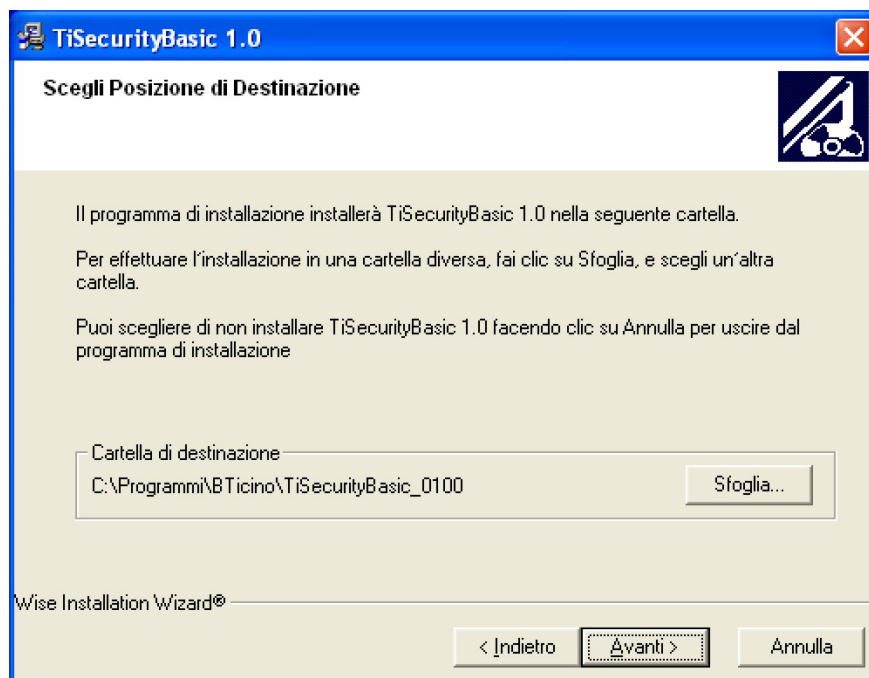 TiSecurityBasic 1.0
Scegli Posizione di Destinazione
Il programma di installazione installerà TiSecurityBasic 1.0 nella seguente cartella.
Per effettuare l´installazione in una cartella diversa, fai clic su Sfoglia, e scegli un´altra
cartella.
Puoi scegliere di non installare TiSecurityBasic 1.0 facendo clic su Annulla per uscire dal
programma di installazione
Cartella di destinazione
C:\Programmi\BTicino\TiSecurityBasic_0100
Sfoglia...
Wise Installation Wizard®
< Indietro
Avanti >
Annulla